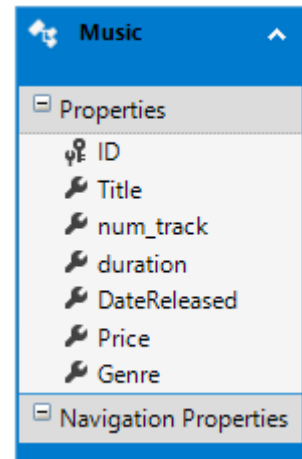 Music
Properties
ID
Title
num_track
duration
DateReleased
Price
Genre
Navigation Properties